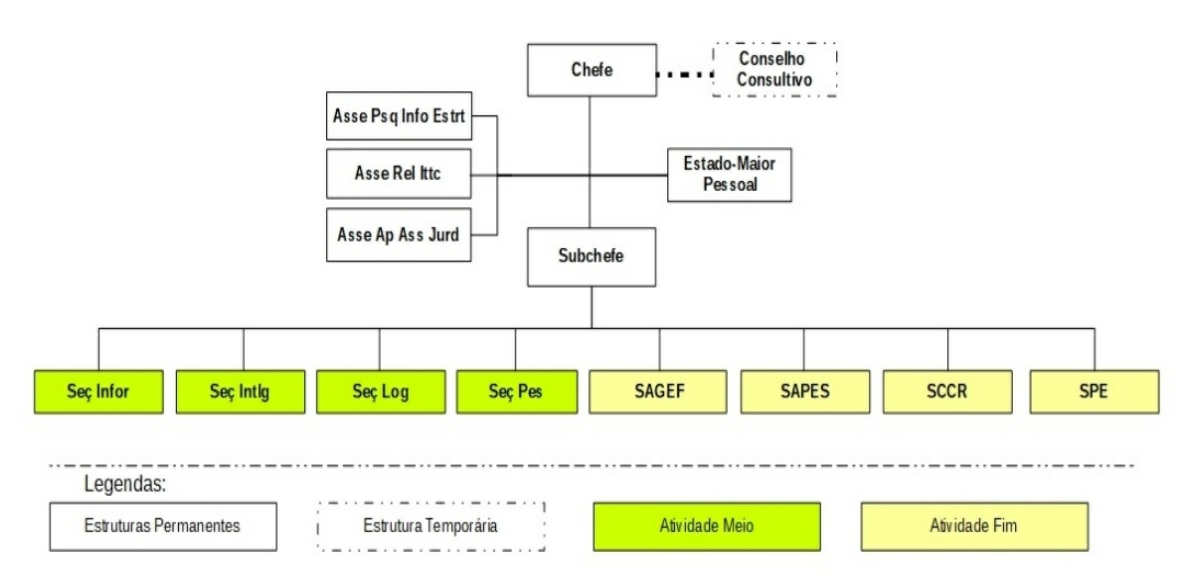 Chefe
Conselho
Consultivo
Asse Psq Info Estrt
Asse Rel Ittc
Estado-Maior
Pessoal
Asse Ap Ass Jurd
Subchefe
Seç Infor
Seç Intlg
Seç Log
Seç Pes
SAGEF
SAPES
SCCR
SPE
Legendas:
Estruturas Permanentes
Estrutura Temporária
Atividade Meio
Atividade Fim